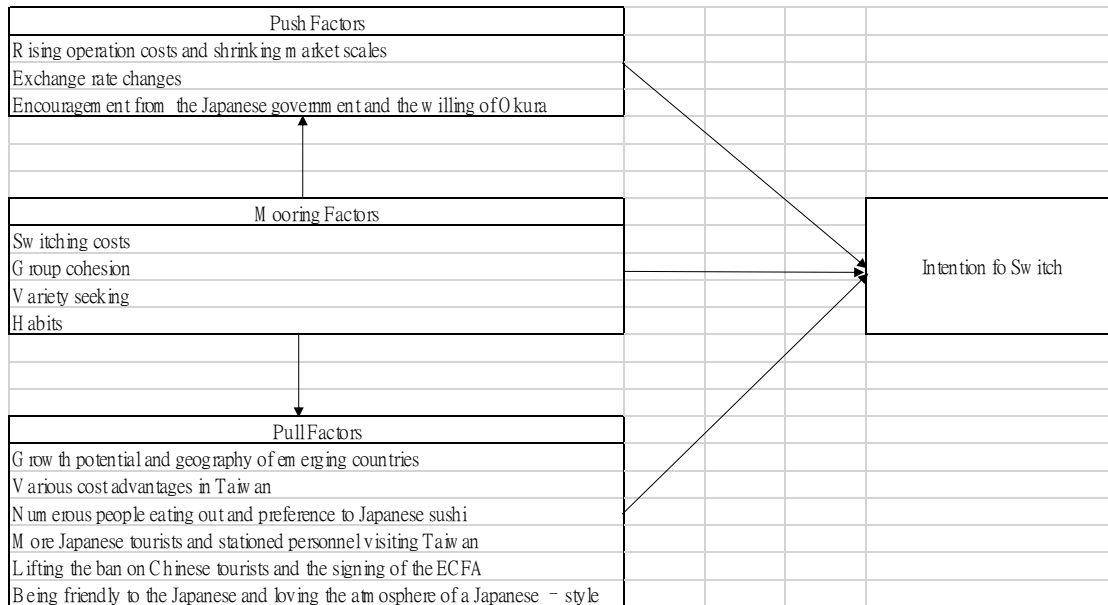 Push Factors
Rising operation costs and shrinking market scales
Exchange rate changes
Encouragement from the Japanese government and the willing of Okura
Mooring Factors
Switching costs
Group cohesion
Variety seeking
Habits
Intention fo Switch
Pull Factors
Growth potential and geography of emerging countries
Various cost advantages in Taiwan
Numerous people eating out and preference to Japanese sushi
More Japanese tourists and stationed personnel visiting Taiwan
Lifting the ban on Chinese tourists and the signing of the ECFA
Being friendly to the Japanese and loving the atmosphere of a Japanese - style